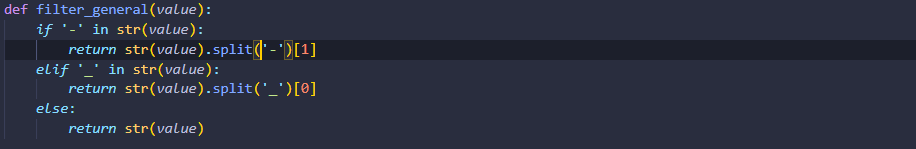 def filter_general(value):
    if '-' in str(value):
        return str(value).split('-')[1]
    elif '_' in str(value):
        return str(value).split('_')[0]
    else:
        return str(value)